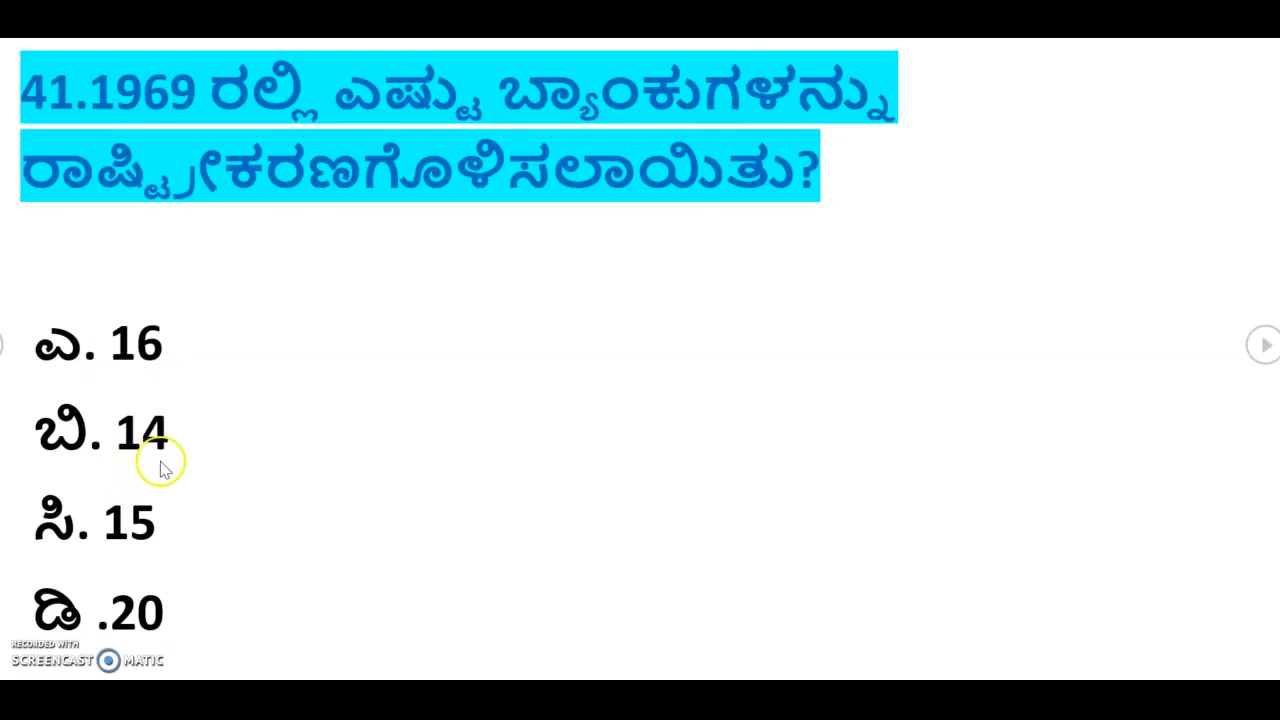 41.1969 ರಲ್ಲಿ ಎಷ್ಟು ಬ್ಯಾಂಕುಗಳನ್ನು
ರಾಷ್ಟ್ರೀಕರಣಗೊಳಿಸಲಾಯಿತು?
ಎ. 16
ಬಿ. 14
ಸಿ. 15
ಡಿ .20
RECORDED WITH
SCREENCAST MATIC